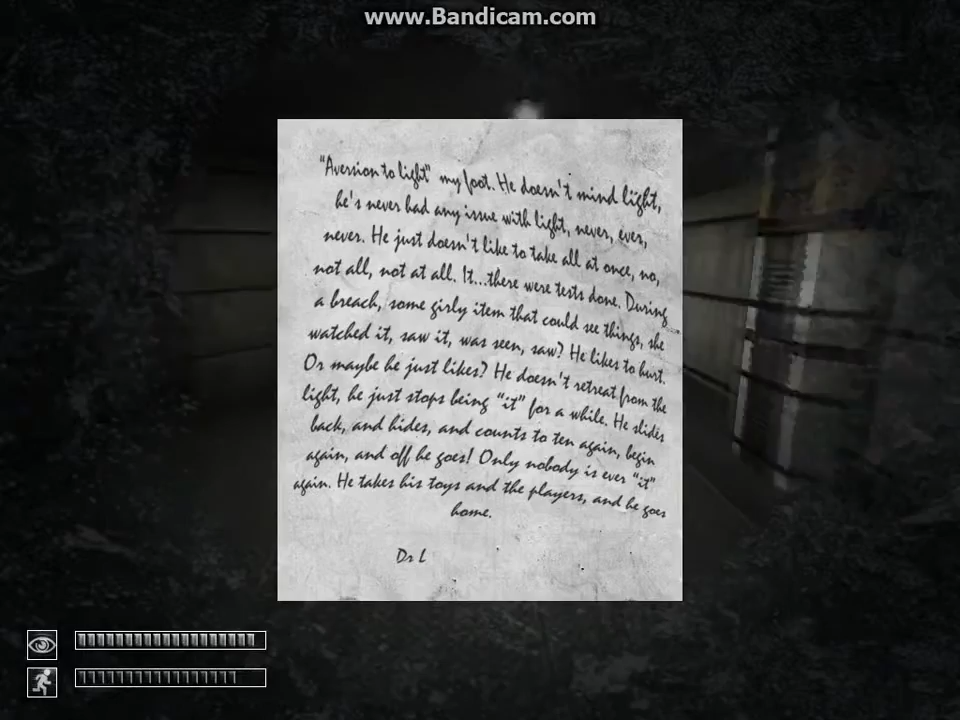 www.Bandicam.com
"Aversion to light" my foot. He doesn't mind light,
he's never had any issue with light, never, ever,
never. He just doesn't like to take all at once, no,
not all, not at all. It...there were tests done. During
a breach, some girly item that could see things, she
watched it, saw it, was seen, saw? He likes to hurt.
Or maybe he just likes? He doesn't retreat from the
light, he just stops being "it" for a while. He slides
back, and hides, and counts to ten again, begin
again, and off he goes! Only nobody is ever "it"
again. He takes his toys and the players, and he goes
home.
Dr L